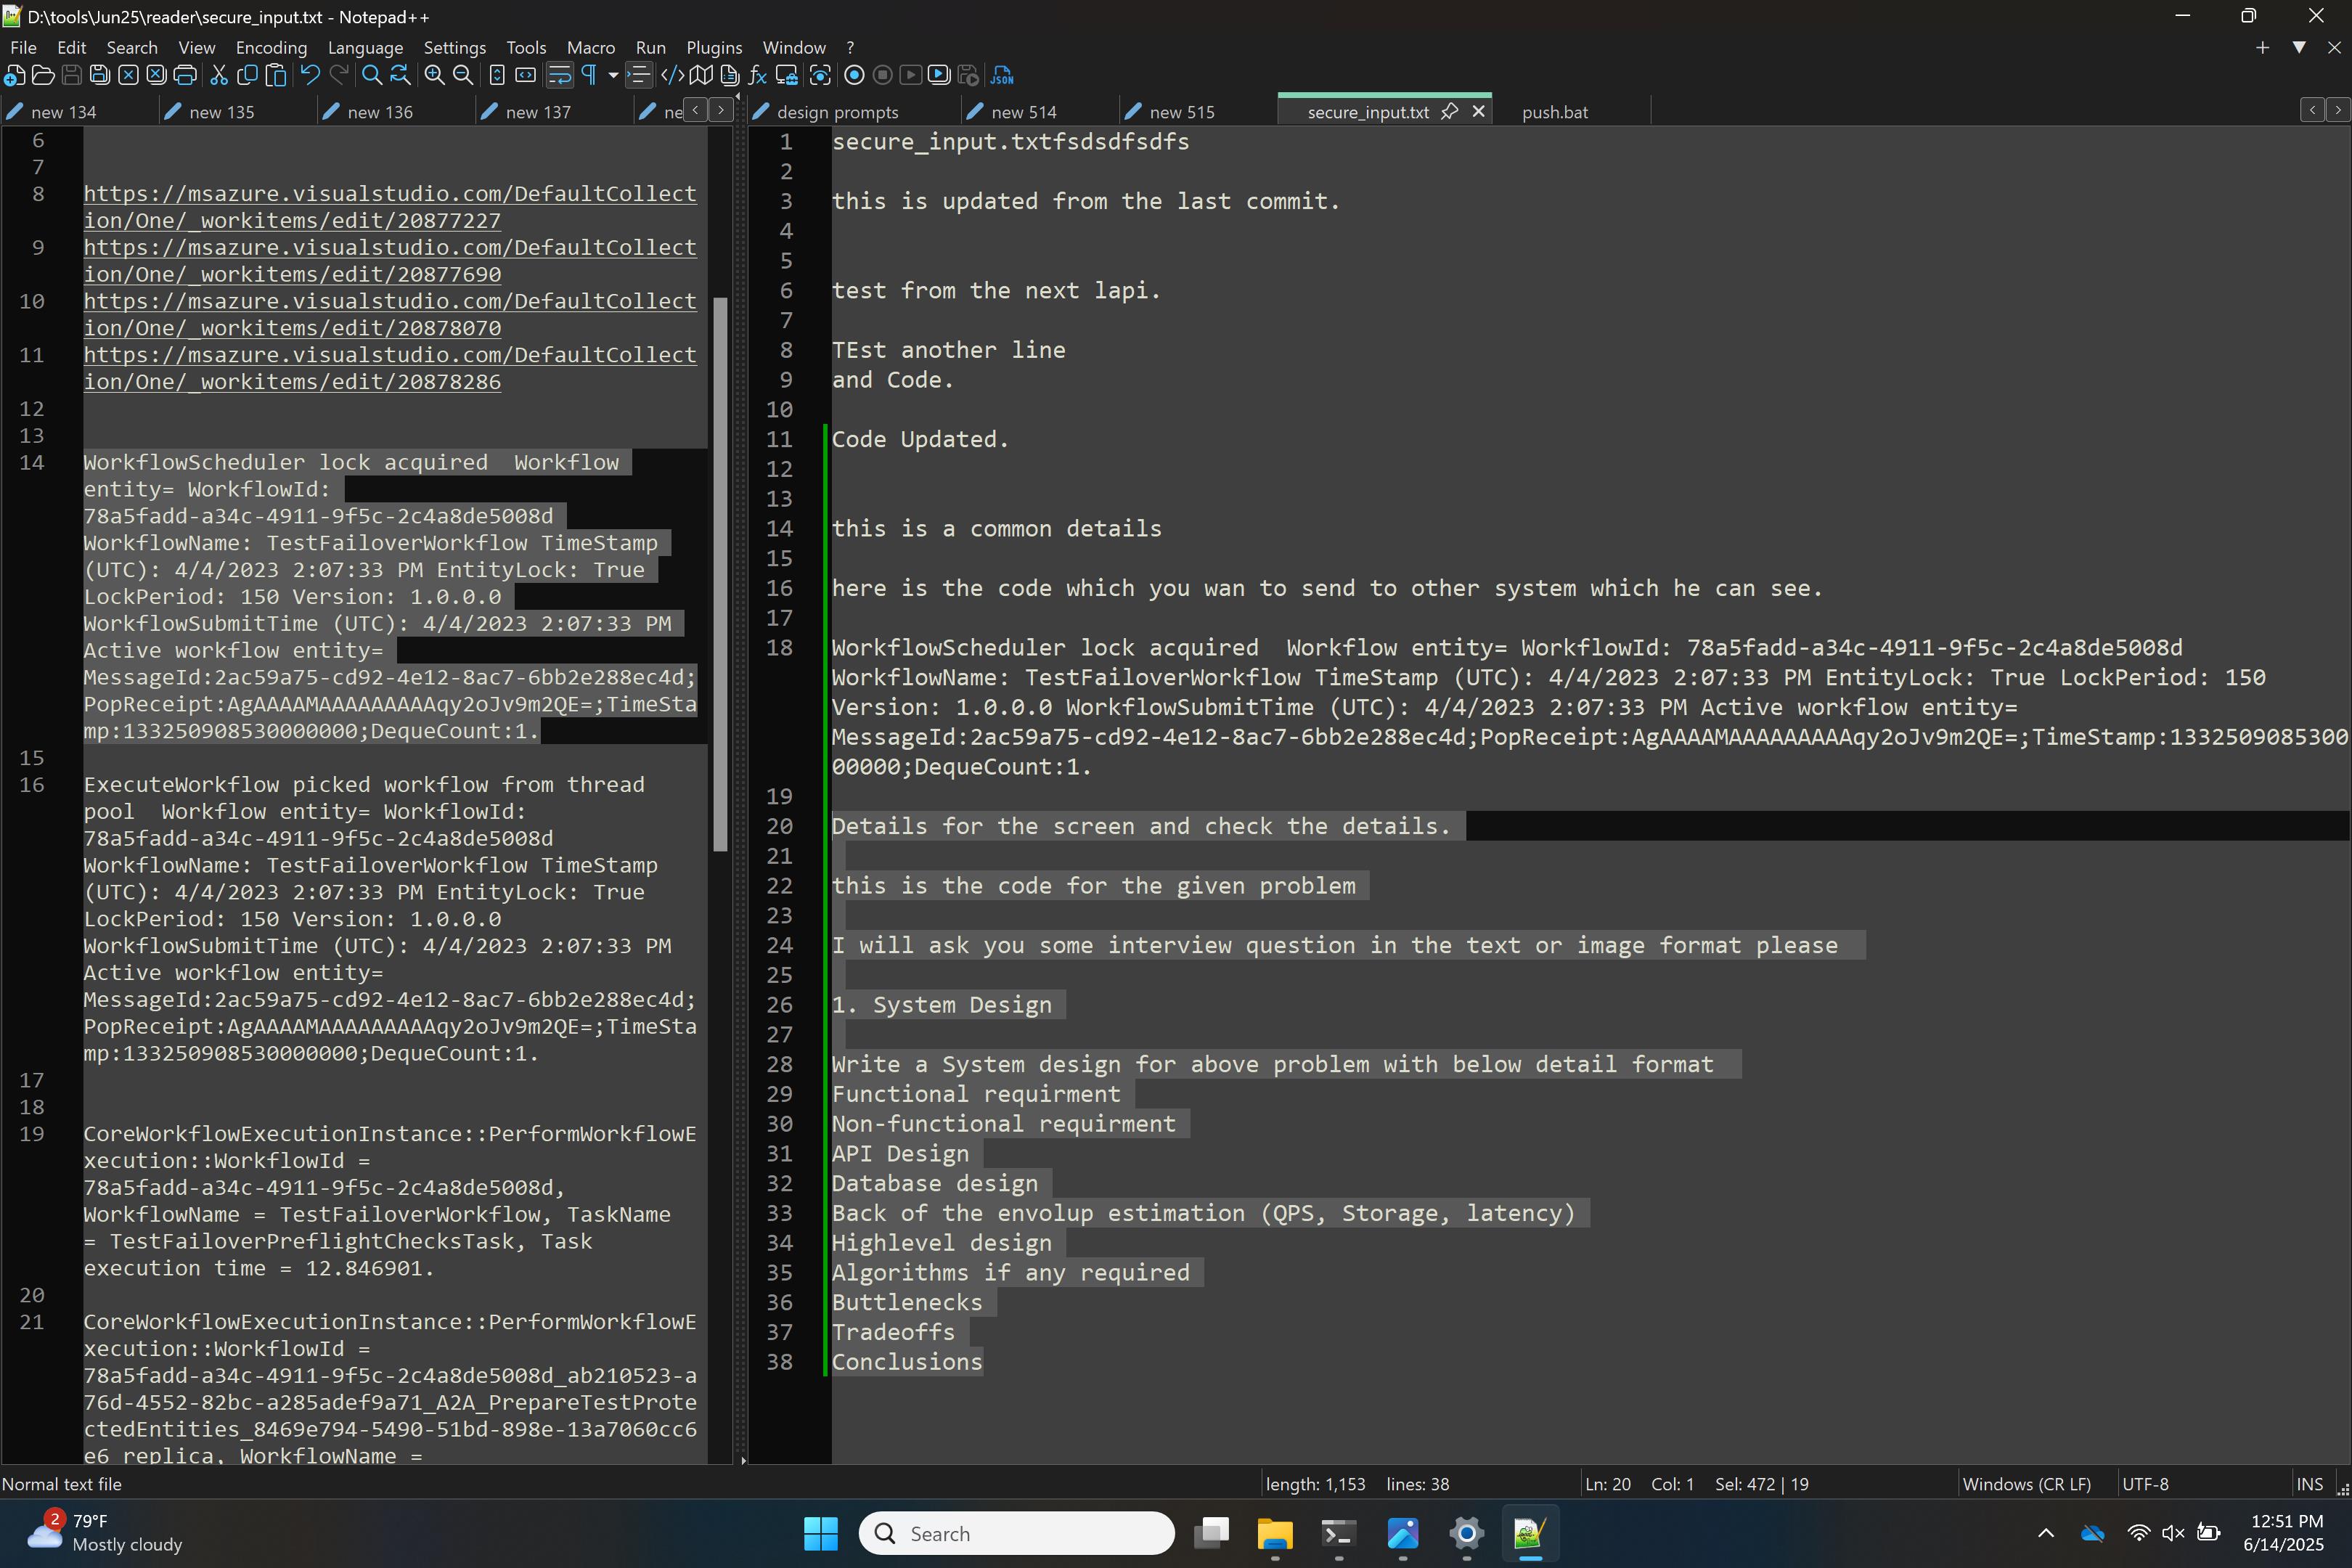 D:\tools\Jun25\reader\secure_input.txt - Notepad++
File Edit Search View Encoding Language Settings Tools Macro Run Plugins Window ?
new 134 new 135 new 136 new 137 ne
6
7
8 https://msazure.visualstudio.com/DefaultCollect
ion/One/_workitems/edit/20877227
9 https://msazure.visualstudio.com/DefaultCollect
ion/One/_workitems/edit/20877690
10 https://msazure.visualstudio.com/DefaultCollect
ion/One/_workitems/edit/20878070
11 https://msazure.visualstudio.com/DefaultCollect
ion/One/_workitems/edit/20878286
12
13
14 WorkflowScheduler lock acquired  Workflow
entity= WorkflowId:
78a5fadd-a34c-4911-9f5c-2c4a8de5008d
WorkflowName: TestFailoverWorkflow TimeStamp
(UTC): 4/4/2023 2:07:33 PM EntityLock: True
LockPeriod: 150 Version: 1.0.0.0
WorkflowSubmitTime (UTC): 4/4/2023 2:07:33 PM
Active workflow entity=
MessageId:2ac59a75-cd92-4e12-8ac7-6bb2e288ec4d;
PopReceipt:AgAAAAMAAAAAAAAAqy2oJv9m2QE=;TimeSta
mp:133250908530000000;DequeCount:1.
15
16 ExecuteWorkflow picked workflow from thread
pool  Workflow entity= WorkflowId:
78a5fadd-a34c-4911-9f5c-2c4a8de5008d
WorkflowName: TestFailoverWorkflow TimeStamp
(UTC): 4/4/2023 2:07:33 PM EntityLock: True
LockPeriod: 150 Version: 1.0.0.0
WorkflowSubmitTime (UTC): 4/4/2023 2:07:33 PM
Active workflow entity=
MessageId:2ac59a75-cd92-4e12-8ac7-6bb2e288ec4d;
PopReceipt:AgAAAAMAAAAAAAAAqy2oJv9m2QE=;TimeSta
mp:133250908530000000;DequeCount:1.
17
18
19 CoreWorkflowExecutionInstance::PerformWorkflowE
xecution::WorkflowId =
78a5fadd-a34c-4911-9f5c-2c4a8de5008d,
WorkflowName = TestFailoverWorkflow, TaskName
= TestFailoverPreflightChecksTask, Task
execution time = 12.846901.
20
21 CoreWorkflowExecutionInstance::PerformWorkflowE
xecution::WorkflowId =
78a5fadd-a34c-4911-9f5c-2c4a8de5008d_ab210523-a
76d-4552-82bc-a285adef9a71_A2A_PrepareTestProte
ctedEntities_8469e794-5490-51bd-898e-13a7060cc6
e6 replica, WorkflowName =
design prompts new 514 new 515 secure_input.txt push.bat
1 secure_input.txtfsdsdfsdfs
2
3 this is updated from the last commit.
4
5
6 test from the next lapi.
7
8 TEst another line
9 and Code.
10
11 Code Updated.
12
13
14 this is a common details
15
16 here is the code which you wan to send to other system which he can see.
17
18 WorkflowScheduler lock acquired  Workflow entity= WorkflowId: 78a5fadd-a34c-4911-9f5c-2c4a8de5008d
WorkflowName: TestFailoverWorkflow TimeStamp (UTC): 4/4/2023 2:07:33 PM EntityLock: True LockPeriod: 150
Version: 1.0.0.0 WorkflowSubmitTime (UTC): 4/4/2023 2:07:33 PM Active workflow entity=
MessageId:2ac59a75-cd92-4e12-8ac7-6bb2e288ec4d;PopReceipt:AgAAAAMAAAAAAAAAqy2oJv9m2QE=;TimeStamp:1332509085300
00000;DequeCount:1.
19
20 Details for the screen and check the details.
21
22 this is the code for the given problem
23
24 I will ask you some interview question in the text or image format please
25
26 1. System Design
27
28 Write a System design for above problem with below detail format
29 Functional requirment
30 Non-functional requirment
31 API Design
32 Database design
33 Back of the envolup estimation (QPS, Storage, latency)
34 Highlevel design
35 Algorithms if any required
36 Buttlenecks
37 Tradeoffs
38 Conclusions
Normal text file length: 1,153 lines: 38 Ln: 20 Col: 1 Sel: 472 | 19 Windows (CR LF) UTF-8 INS
2 79°F
Mostly cloudy
Search
12:51 PM
6/14/2025